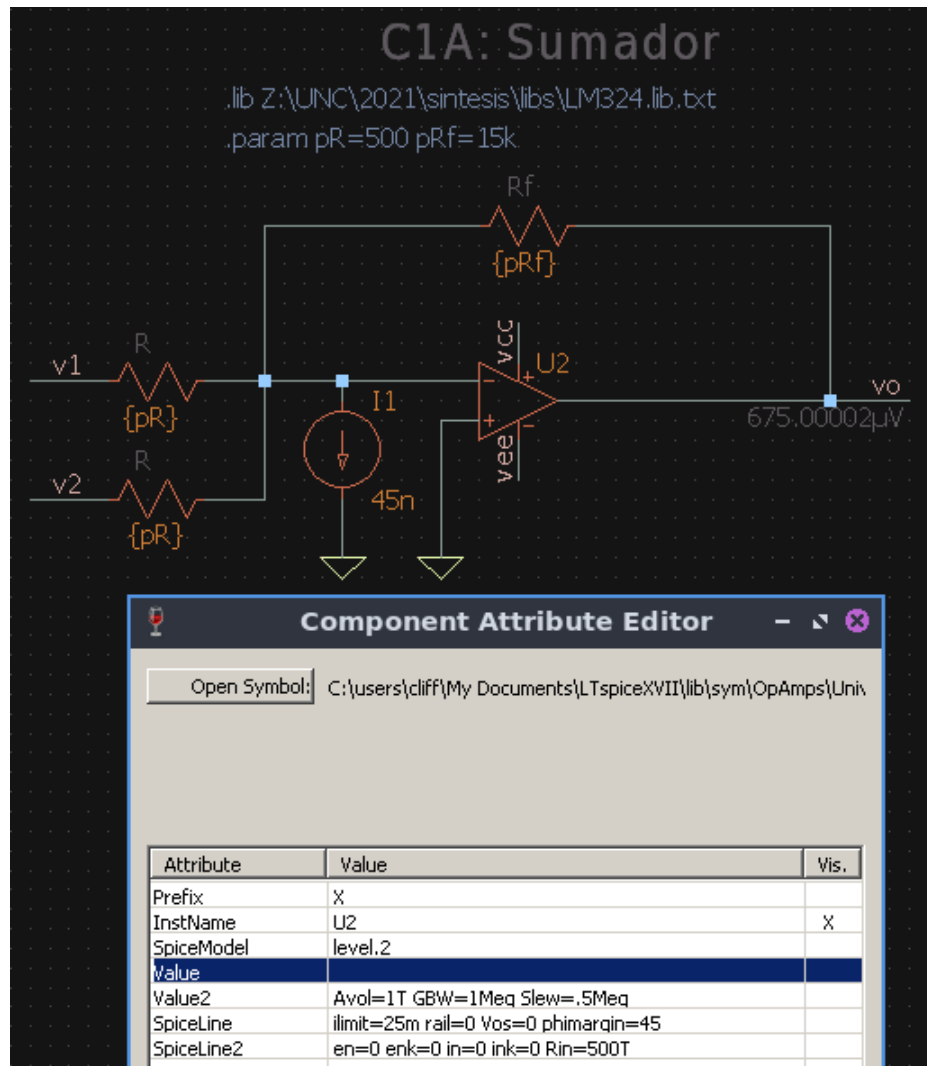 C1A: Sumador
.lib Z:\UNC\2021\sintesis\libs\LM324.lib.txt
.param pR=500 pRf=15k
Rf
{pRf}
vcc
U2
R
v1
{pR}
I1
vo
675.00002µV
R
v2
vee
45n
{pR}
Component Attribute Editor
Open Symbol: C:\users\cliff\My Documents\LTspiceXVII\lib\sym\OpAmps\Univ
Attribute Value Vis.
Prefix X
InstName U2 X
SpiceModel level.2
Value
Value2 Avol=1T GBW=1Meg Slew=.5Meg
SpiceLine ilimit=25m rail=0 Vos=0 phimargin=45
SpiceLine2 en=0 enk=0 in=0 ink=0 Rin=500T